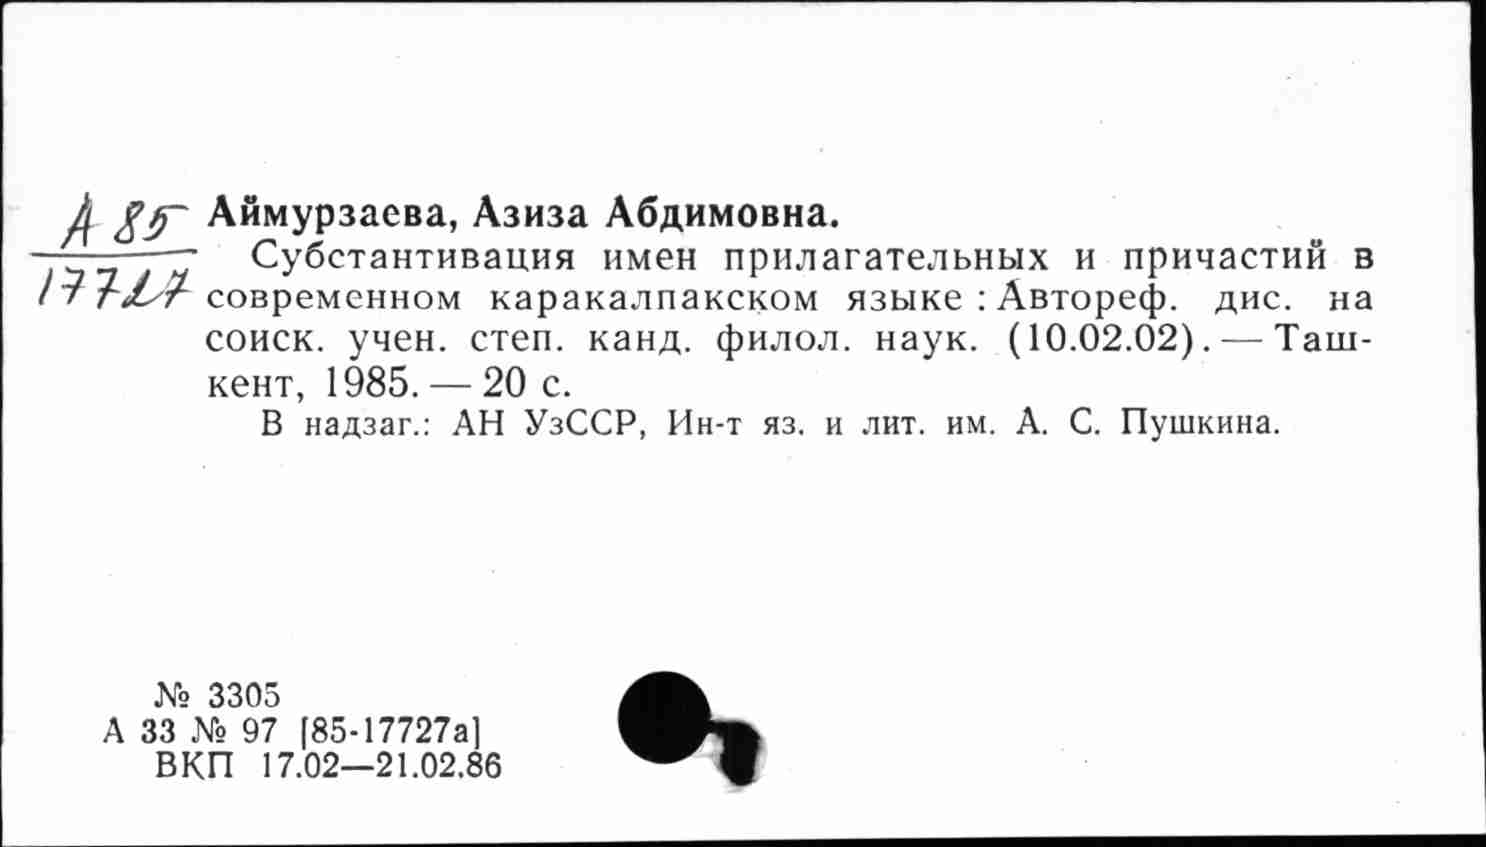 А 85
17727
Аймурзаева, Азиза Абдимовна.
Субстантивация имен прилагательных и причастий в
современном каракалпакском языке : Автореф. дис. на
соиск. учен. степ. канд. филол. наук. (10.02.02). — Таш-
кент, 1985. — 20 с.
В надзаг.: АН УзССР, Ин-т яз. и лит. им. А. С. Пушкина.
№ 3305
А 33 № 97 [85-17727а]
ВКП 17.02—21.02.86